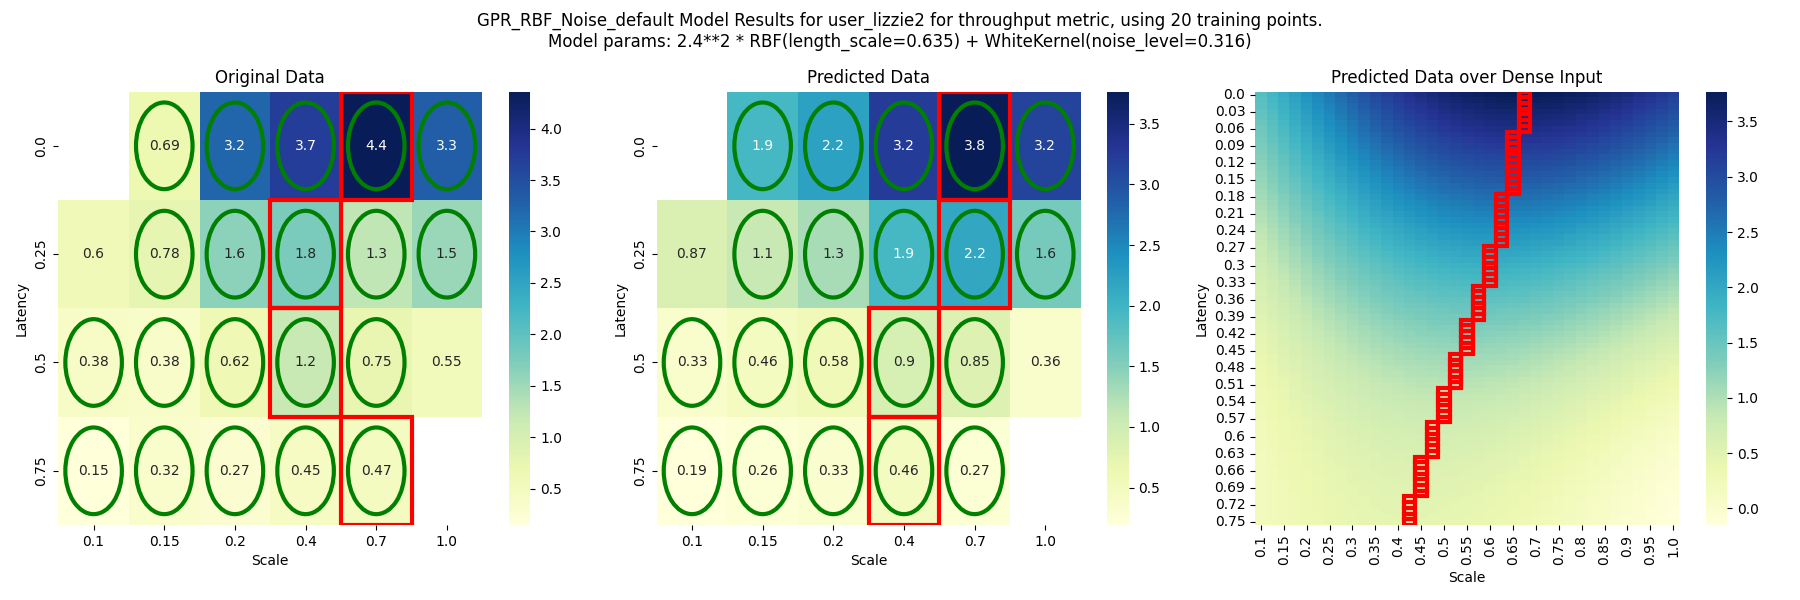 GPR_RBF_Noise_default Model Results for user_lizzie2 for throughput metric, using 20 training points.
Model params: 2.4**2 * RBF(length_scale=0.635) + WhiteKernel(noise_level=0.316)
Original Data
Latency
0.0 0.69 3.2 3.7 4.4 3.3
0.25 0.6 0.78 1.6 1.8 1.3 1.5
0.5 0.38 0.38 0.62 1.2 0.75 0.55
0.75 0.15 0.32 0.27 0.45 0.47
0.1 0.15 0.2 0.4 0.7 1.0
Scale
4.0
3.5
3.0
2.5
2.0
1.5
1.0
0.5
Predicted Data
Latency
0.0 1.9 2.2 3.2 3.8 3.2
0.25 0.87 1.1 1.3 1.9 2.2 1.6
0.5 0.33 0.46 0.58 0.9 0.85 0.36
0.75 0.19 0.26 0.33 0.46 0.27
0.1 0.15 0.2 0.4 0.7 1.0
Scale
3.5
3.0
2.5
2.0
1.5
1.0
0.5
Predicted Data over Dense Input
Latency
0.0
0.03
0.06
0.09
0.12
0.15
0.18
0.21
0.24
0.27
0.3
0.33
0.36
0.39
0.42
0.45
0.48
0.51
0.54
0.57
0.6
0.63
0.66
0.69
0.72
0.75
0.1 0.15 0.2 0.25 0.3 0.35 0.4 0.45 0.5 0.55 0.6 0.65 0.7 0.75 0.8 0.85 0.9 0.95 1.0
Scale
3.5
3.0
2.5
2.0
1.5
1.0
0.5
0.0